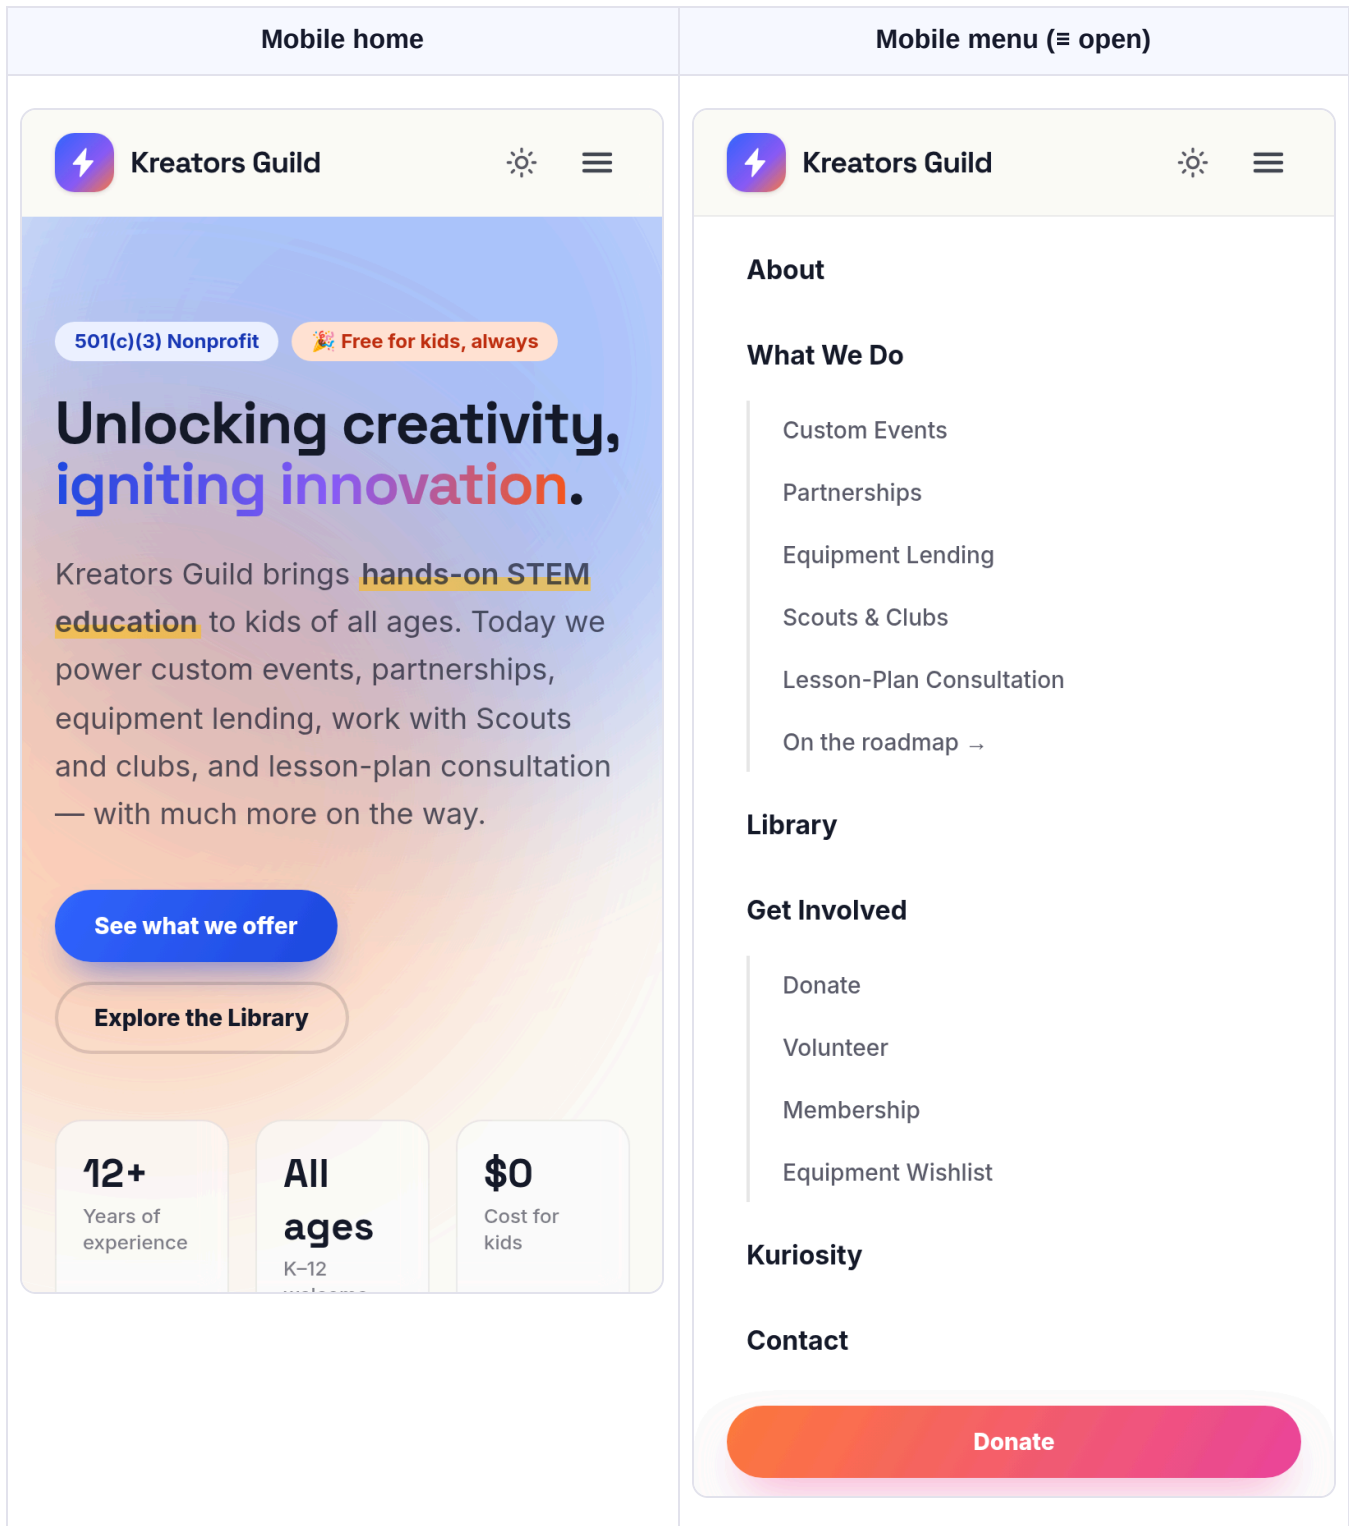 Mobile home
Mobile menu (≡ open)
Kreators Guild
501(c)(3) Nonprofit
🎉 Free for kids, always
Unlocking creativity,
igniting innovation.
Kreators Guild brings hands-on STEM
education to kids of all ages. Today we
power custom events, partnerships,
equipment lending, work with Scouts
and clubs, and lesson-plan consultation
— with much more on the way.
See what we offer
Explore the Library
12+
Years of
experience
All
ages
K–12
$0
Cost for
kids
Kreators Guild
About
What We Do
Custom Events
Partnerships
Equipment Lending
Scouts & Clubs
Lesson-Plan Consultation
On the roadmap →
Library
Get Involved
Donate
Volunteer
Membership
Equipment Wishlist
Kuriosity
Contact
Donate